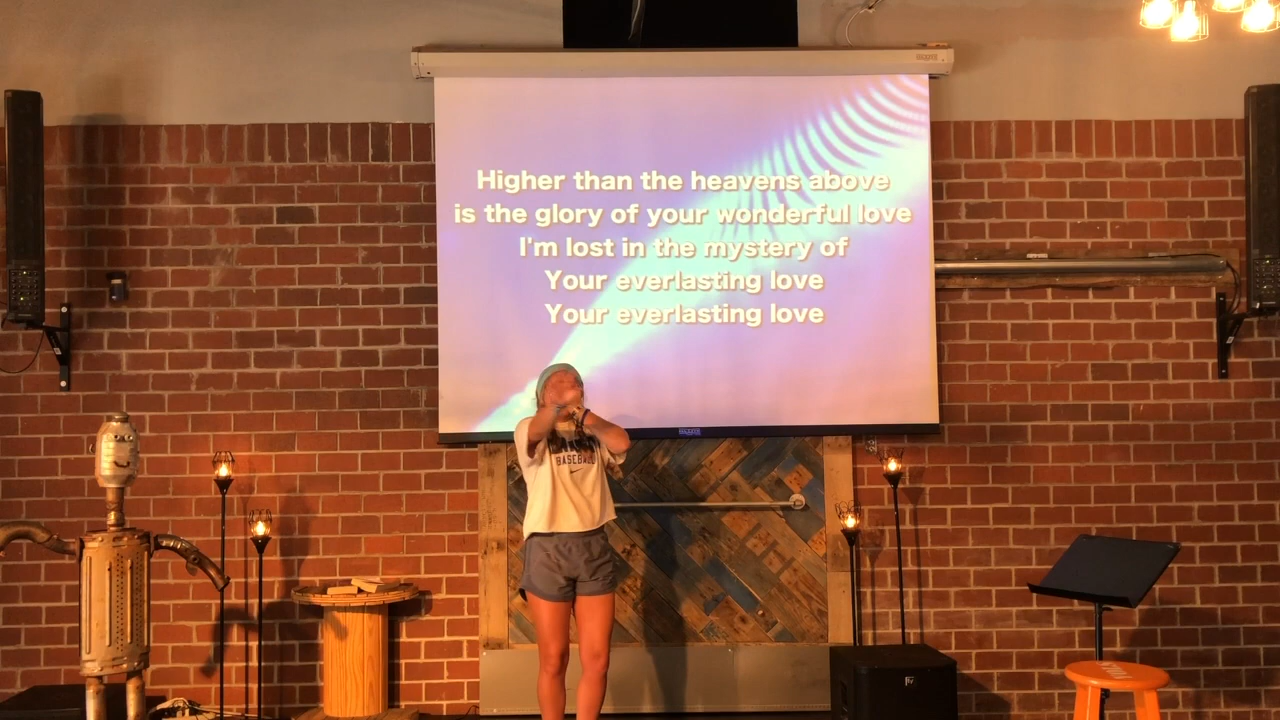 Higher than the heavens above
is the glory of your wonderful love
I'm lost in the mystery of
Your everlasting love
Your everlasting love
BASEBALL